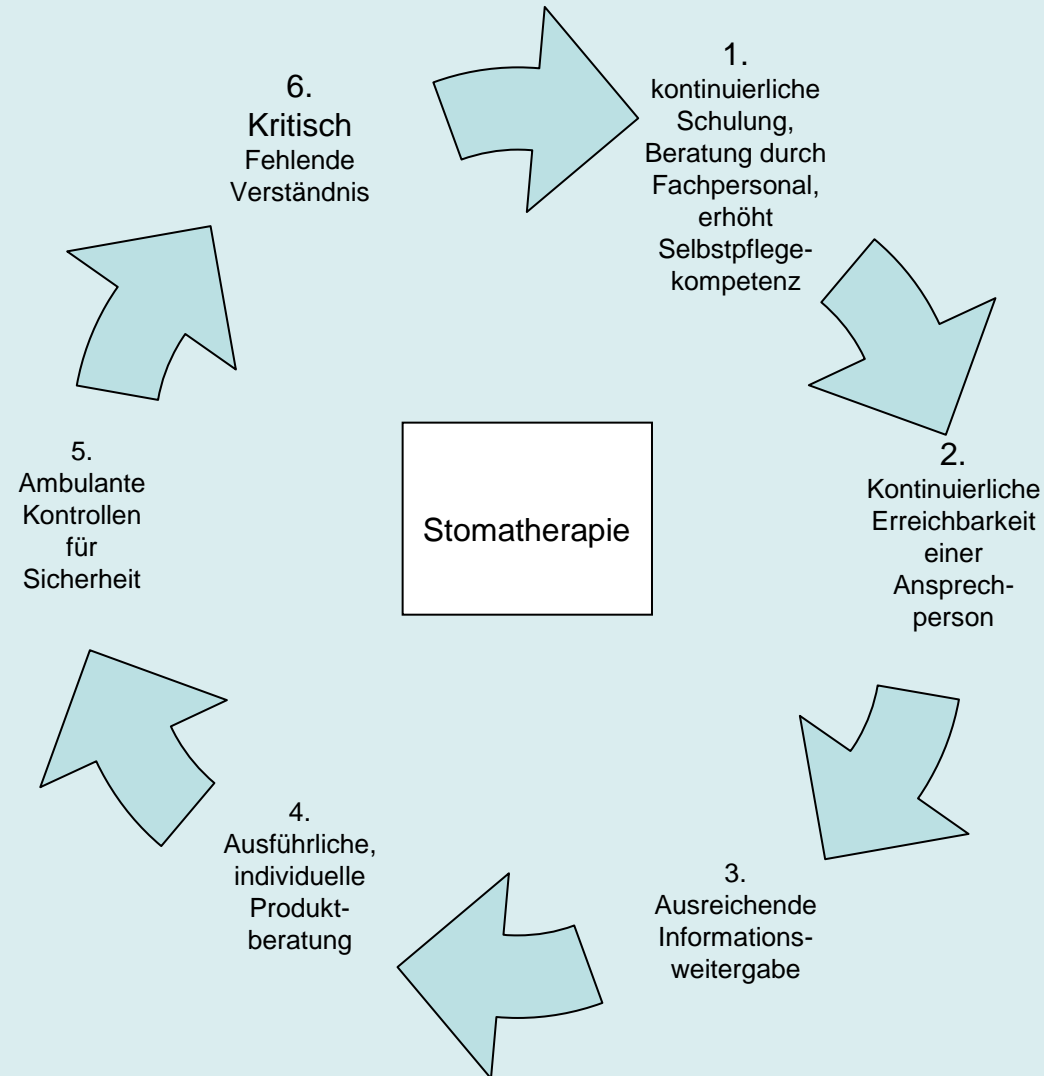 1.
kontinuierliche
Schulung,
Beratung durch
Fachpersonal,
erhöht
Selbstpflege-
kompetenz
2.
Kontinuierliche
Erreichbarkeit
einer
Ansprech-
person
3.
Ausreichende
Informations-
weitergabe
4.
Ausführliche,
individuelle
Produkt-
beratung
5.
Ambulante
Kontrollen
für
Sicherheit
6.
Kritisch
Fehlende
Verständnis
Stomatherapie